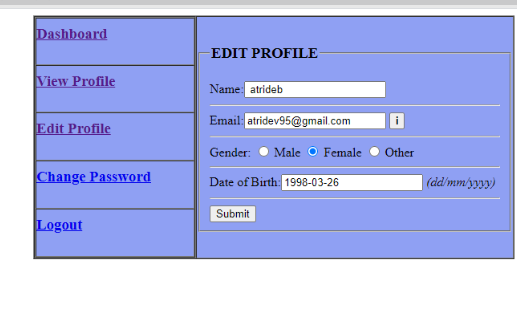 Dashboard
View Profile
Edit Profile
Change Password
Logout
EDIT PROFILE
Name: atrideb
Email: atridev95@gmail.com i
Gender: Male Female Other
Date of Birth: 1998-03-26 (dd/mm/yyyy)
Submit